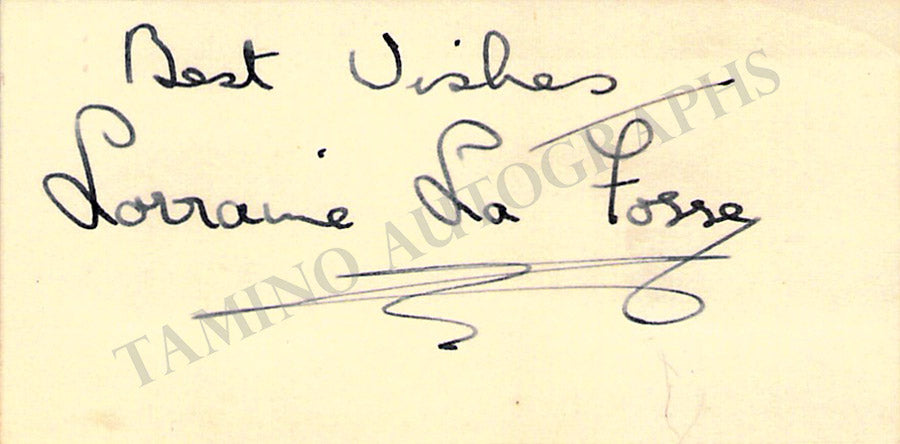 Best Wishes
Lorraine La Fosse
TAMINO AUTOGRAPHS